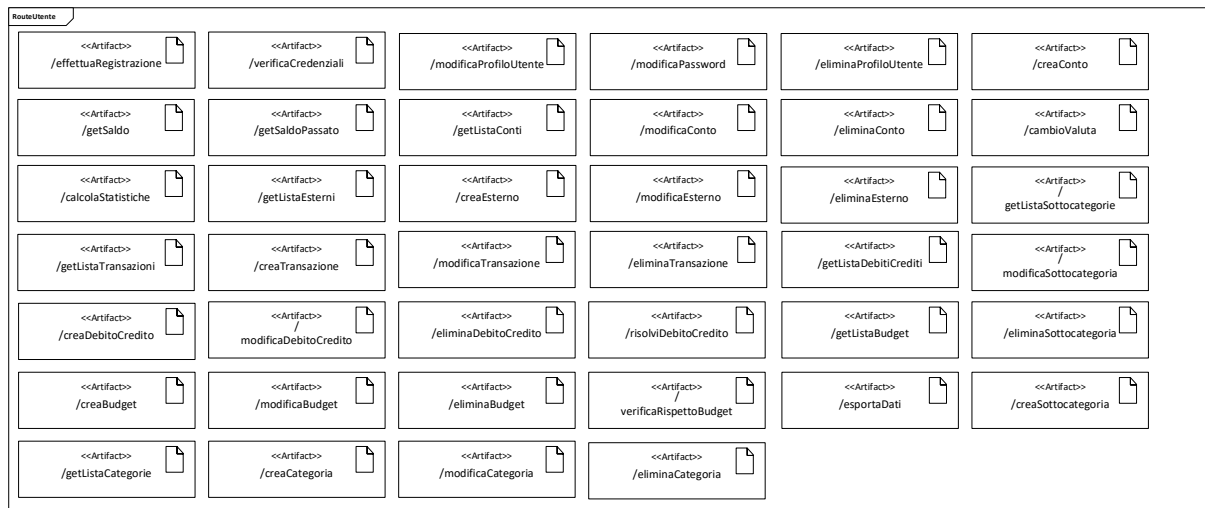 RouteUtente
<<Artifact>>
/effettuaRegistrazione
<<Artifact>>
/verificaCredenziali
<<Artifact>>
/modificaProfiloUtente
<<Artifact>>
/modificaPassword
<<Artifact>>
/eliminaProfiloUtente
<<Artifact>>
/creaConto
<<Artifact>>
/getSaldo
<<Artifact>>
/getSaldoPassato
<<Artifact>>
/getListaConti
<<Artifact>>
/modificaConto
<<Artifact>>
/eliminaConto
<<Artifact>>
/cambioValuta
<<Artifact>>
/calcolaStatistiche
<<Artifact>>
/getListaEsterni
<<Artifact>>
/creaEsterno
<<Artifact>>
/modificaEsterno
<<Artifact>>
/eliminaEsterno
<<Artifact>>
/
getListaSottocategorie
<<Artifact>>
/getListaTransazioni
<<Artifact>>
/creaTransazione
<<Artifact>>
/modificaTransazione
<<Artifact>>
/eliminaTransazione
<<Artifact>>
/getListaDebitiCrediti
<<Artifact>>
/
modificaSottocategoria
<<Artifact>>
/creaDebitoCredito
<<Artifact>>
/
modificaDebitoCredito
<<Artifact>>
/eliminaDebitoCredito
<<Artifact>>
/risolviDebitoCredito
<<Artifact>>
/getListaBudget
<<Artifact>>
/eliminaSottocategoria
<<Artifact>>
/creaBudget
<<Artifact>>
/modificaBudget
<<Artifact>>
/eliminaBudget
<<Artifact>>
/
verificaRispettoBudget
<<Artifact>>
/esportaDati
<<Artifact>>
/creaSottocategoria
<<Artifact>>
/getListaCategorie
<<Artifact>>
/creaCategoria
<<Artifact>>
/modificaCategoria
<<Artifact>>
/eliminaCategoria